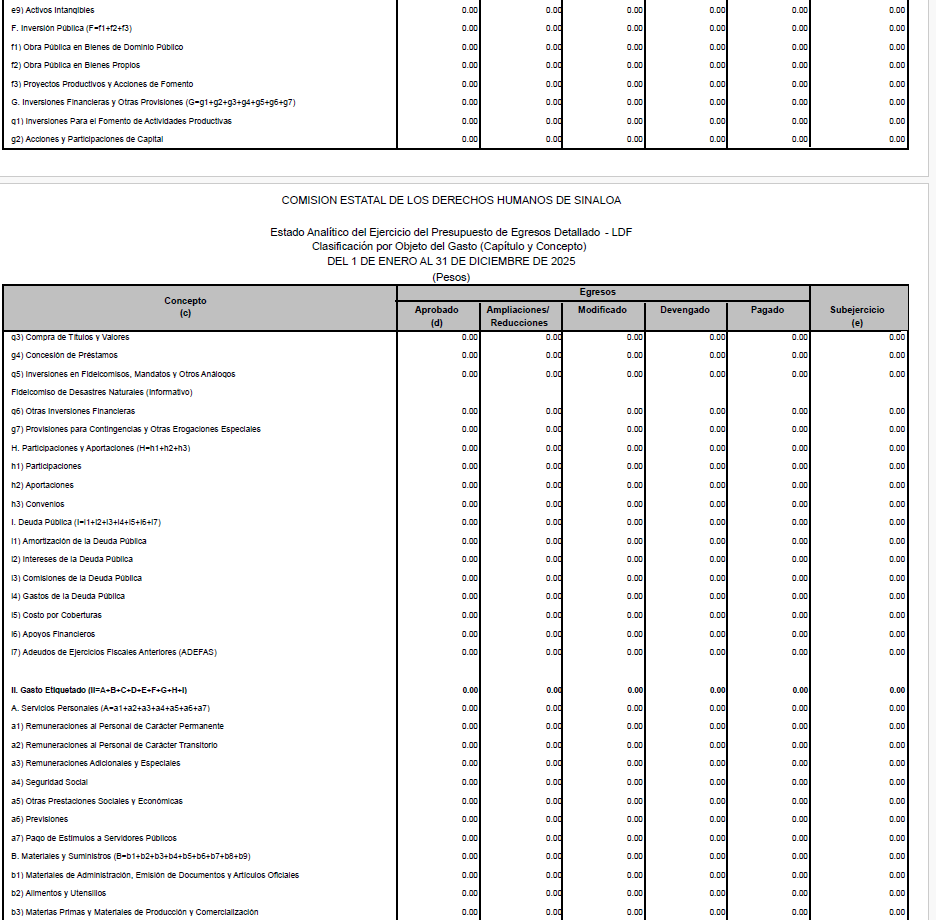 e9) Activos Intangibles 0.00 0.00 0.00 0.00 0.00 0.00
F. Inversión Pública (F=f1+f2+f3) 0.00 0.00 0.00 0.00 0.00 0.00
f1) Obra Pública en Bienes de Dominio Público 0.00 0.00 0.00 0.00 0.00 0.00
f2) Obra Pública en Bienes Propios 0.00 0.00 0.00 0.00 0.00 0.00
f3) Proyectos Productivos y Acciones de Fomento 0.00 0.00 0.00 0.00 0.00 0.00
G. Inversiones Financieras y Otras Provisiones (G=g1+g2+g3+g4+g5+g6+g7) 0.00 0.00 0.00 0.00 0.00 0.00
g1) Inversiones Para el Fomento de Actividades Productivas 0.00 0.00 0.00 0.00 0.00 0.00
g2) Acciones y Participaciones de Capital 0.00 0.00 0.00 0.00 0.00 0.00
COMISION ESTATAL DE LOS DERECHOS HUMANOS DE SINALOA
Estado Analítico del Ejercicio del Presupuesto de Egresos Detallado - LDF
Clasificación por Objeto del Gasto (Capítulo y Concepto)
DEL 1 DE ENERO AL 31 DE DICIEMBRE DE 2025
(Pesos)
Egresos
Concepto
(c)
Aprobado
(d)
Ampliaciones/
Reducciones
Modificado
Devengado
Pagado
Subejercicio
(e)
g3) Compra de Títulos y Valores 0.00 0.00 0.00 0.00 0.00 0.00
g4) Concesión de Préstamos 0.00 0.00 0.00 0.00 0.00 0.00
g5) Inversiones en Fideicomisos, Mandatos y Otros Análogos 0.00 0.00 0.00 0.00 0.00 0.00
Fideicomiso de Desastres Naturales (Informativo)
g6) Otras Inversiones Financieras 0.00 0.00 0.00 0.00 0.00 0.00
g7) Provisiones para Contingencias y Otras Erogaciones Especiales 0.00 0.00 0.00 0.00 0.00 0.00
H. Participaciones y Aportaciones (H=h1+h2+h3) 0.00 0.00 0.00 0.00 0.00 0.00
h1) Participaciones 0.00 0.00 0.00 0.00 0.00 0.00
h2) Aportaciones 0.00 0.00 0.00 0.00 0.00 0.00
h3) Convenios 0.00 0.00 0.00 0.00 0.00 0.00
I. Deuda Pública (I=i1+i2+i3+i4+i5+i6+i7) 0.00 0.00 0.00 0.00 0.00 0.00
i1) Amortización de la Deuda Pública 0.00 0.00 0.00 0.00 0.00 0.00
i2) Intereses de la Deuda Pública 0.00 0.00 0.00 0.00 0.00 0.00
i3) Comisiones de la Deuda Pública 0.00 0.00 0.00 0.00 0.00 0.00
i4) Gastos de la Deuda Pública 0.00 0.00 0.00 0.00 0.00 0.00
i5) Costo por Coberturas 0.00 0.00 0.00 0.00 0.00 0.00
i6) Apoyos Financieros 0.00 0.00 0.00 0.00 0.00 0.00
i7) Adeudos de Ejercicios Fiscales Anteriores (ADEFAS) 0.00 0.00 0.00 0.00 0.00 0.00
II. Gasto Etiquetado (II=A+B+C+D+E+F+G+H+I) 0.00 0.00 0.00 0.00 0.00 0.00
A. Servicios Personales (A=a1+a2+a3+a4+a5+a6+a7) 0.00 0.00 0.00 0.00 0.00 0.00
a1) Remuneraciones al Personal de Carácter Permanente 0.00 0.00 0.00 0.00 0.00 0.00
a2) Remuneraciones al Personal de Carácter Transitorio 0.00 0.00 0.00 0.00 0.00 0.00
a3) Remuneraciones Adicionales y Especiales 0.00 0.00 0.00 0.00 0.00 0.00
a4) Seguridad Social 0.00 0.00 0.00 0.00 0.00 0.00
a5) Otras Prestaciones Sociales y Económicas 0.00 0.00 0.00 0.00 0.00 0.00
a6) Previsiones 0.00 0.00 0.00 0.00 0.00 0.00
a7) Pago de Estímulos a Servidores Públicos 0.00 0.00 0.00 0.00 0.00 0.00
B. Materiales y Suministros (B=b1+b2+b3+b4+b5+b6+b7+b8+b9) 0.00 0.00 0.00 0.00 0.00 0.00
b1) Materiales de Administración, Emisión de Documentos y Artículos Oficiales 0.00 0.00 0.00 0.00 0.00 0.00
b2) Alimentos y Utensilios 0.00 0.00 0.00 0.00 0.00 0.00
b3) Materias Primas y Materiales de Producción y Comercialización 0.00 0.00 0.00 0.00 0.00 0.00